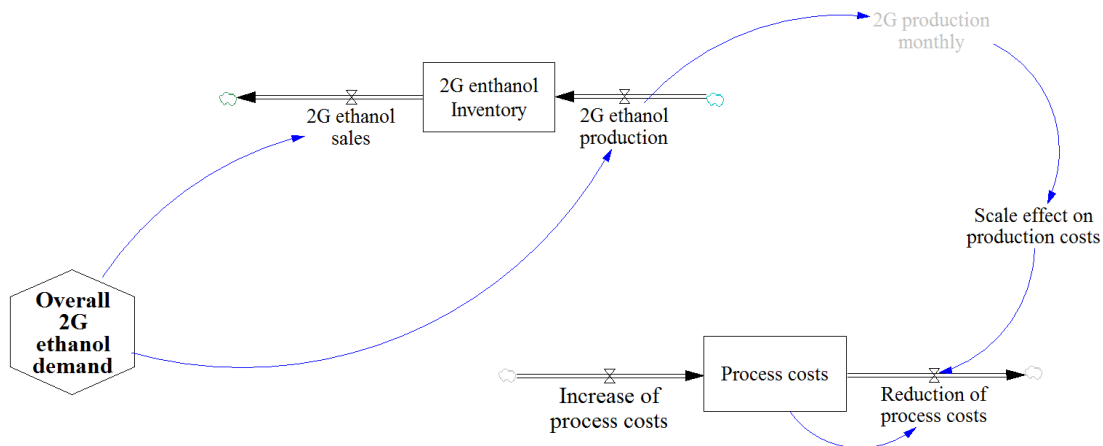 2G production
monthly
2G enthanol
Inventory
2G ethanol
sales
2G ethanol
production
Scale effect on
production costs
Overall
2G
ethanol
demand
Process costs
Increase of
process costs
Reduction of
process costs